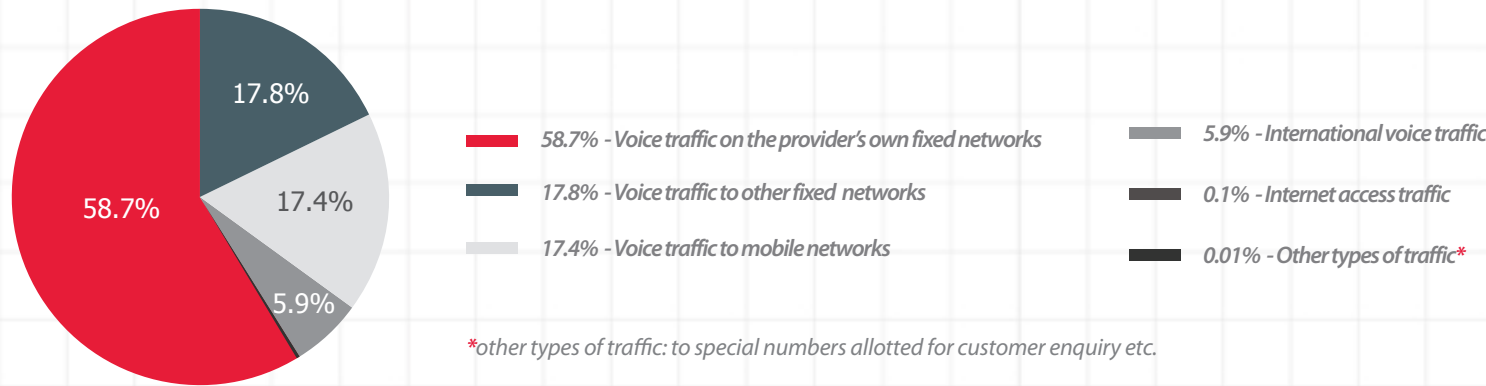 17.8%
58.7%
17.4%
5.9%
58.7% - Voice traffic on the provider's own fixed networks
17.8% - Voice traffic to other fixed networks
17.4% - Voice traffic to mobile networks
5.9% - International voice traffic
0.1% - Internet access traffic
0.01% - Other types of traffic*
*other types of traffic: to special numbers allotted for customer enquiry etc.